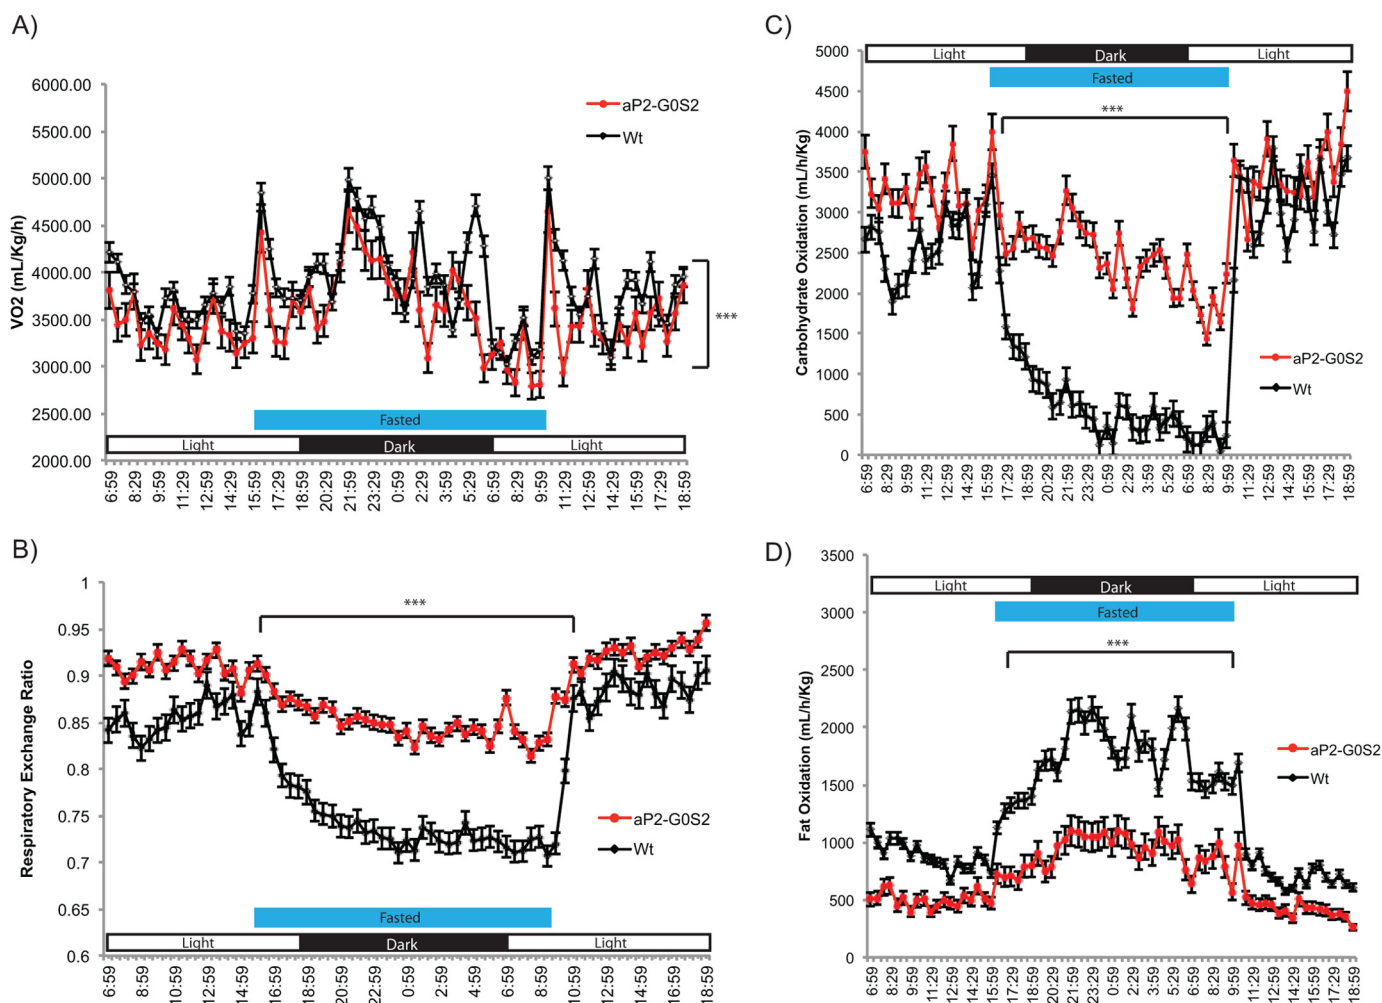 A)
6000.00
5500.00
5000.00
4500.00
4000.00
3500.00
3000.00
2500.00
2000.00
VO2 (mL/Kg/h)
aP2-G0S2
Wt
***
Fasted
Light Dark Light
6:59 8:29 9:59 11:29 12:59 14:29 15:59 17:29 18:59 20:29 21:59 23:29 0:59 2:29 3:59 5:29 6:59 8:29 9:59 11:29 12:59 14:29 15:59 17:29 18:59
B)
1
0.95
0.9
0.85
0.8
0.75
0.7
0.65
0.6
Respiratory Exchange Ratio
***
aP2-G0S2
Wt
Fasted
Light Dark Light
6:59 8:59 10:59 12:59 14:59 16:59 18:59 20:59 22:59 0:59 2:59 4:59 6:59 8:59 10:59 12:59 14:59 16:59 18:59
C)
5000
4500
4000
3500
3000
2500
2000
1500
1000
500
0
Carbohydrate Oxidation (mL/h/Kg)
Light Dark Light
Fasted
***
aP2-G0S2
Wt
6:59 8:29 9:59 11:29 12:59 14:29 15:59 17:29 18:59 20:29 21:59 23:29 0:59 2:29 3:59 5:29 6:59 8:29 9:59 11:29 12:59 14:29 15:59 17:29 18:59
D)
3500
3000
2500
2000
1500
1000
500
0
Fat Oxidation (mL/h/Kg)
Light Dark Light
Fasted
***
aP2-G0S2
Wt
6:59 8:29 9:59 11:29 12:59 14:29 15:59 17:29 18:59 20:29 21:59 23:29 0:59 2:29 3:59 5:29 6:59 8:29 9:59 11:29 12:59 14:29 15:59 17:29 18:59